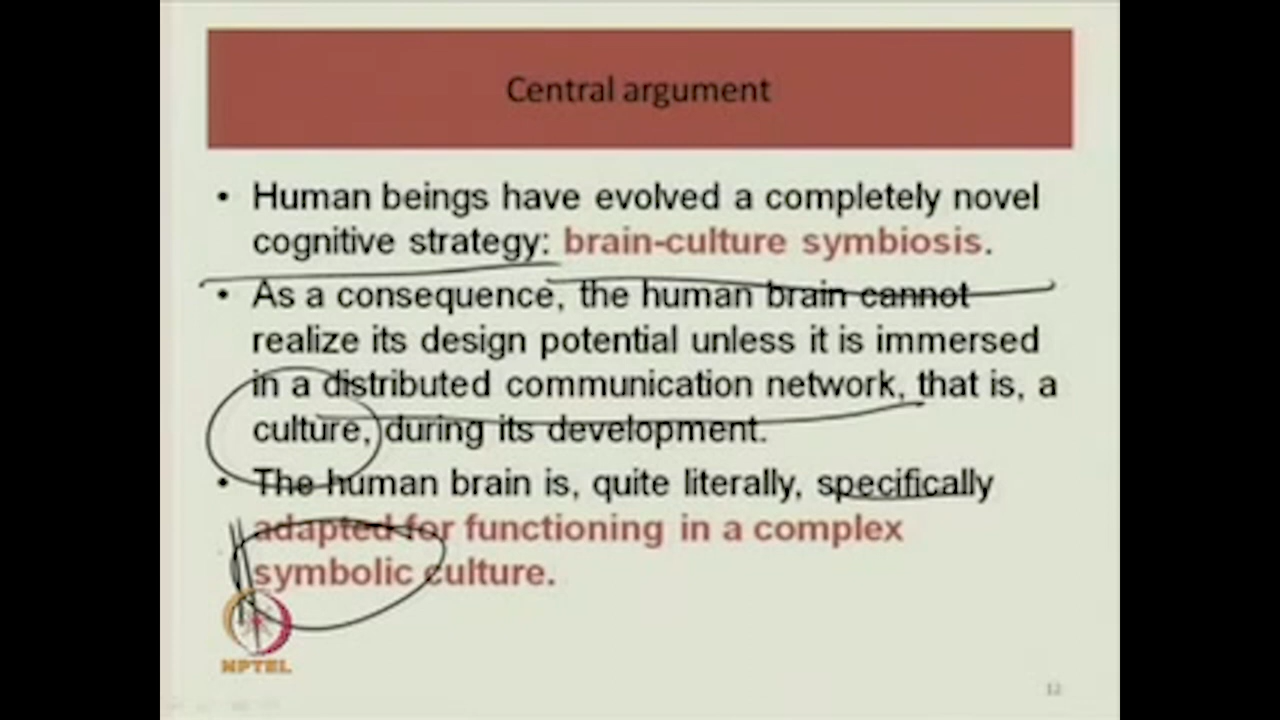 Central argument
• Human beings have evolved a completely novel
cognitive strategy: brain-culture symbiosis.
• As a consequence, the human brain cannot
realize its design potential unless it is immersed
in a distributed communication network, that is, a
culture, during its development.
• The human brain is, quite literally, specifically
adapted for functioning in a complex
symbolic culture.
NPTEL
12